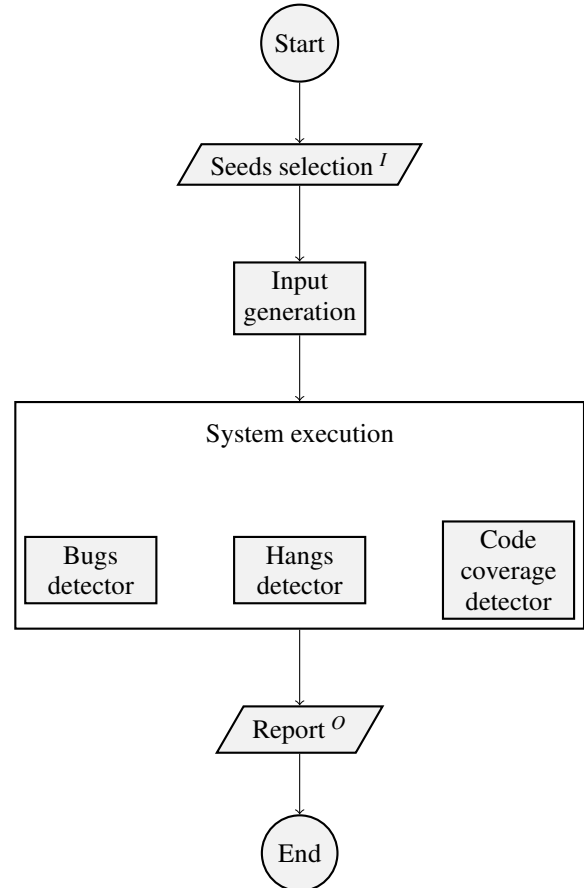 Start
Seeds selection I
Input
generation
System execution
Bugs
detector
Hangs
detector
Code
coverage
detector
Report O
End